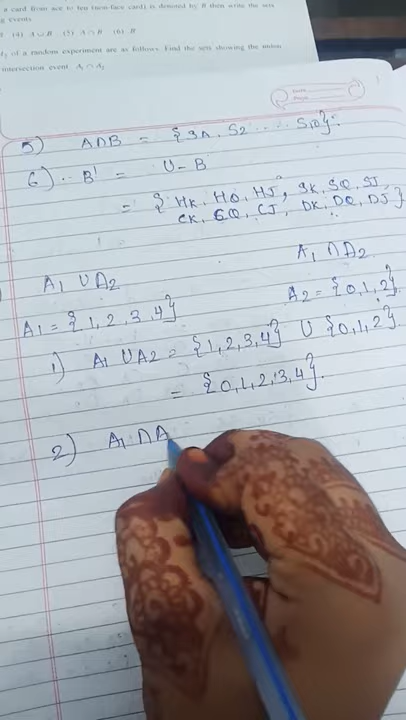 a card from ace to ten (non-face card) is denoted by B then write the sets
events
(4) A∪B (5) A∩B (6) B'
of a random experiment are as follows. Find the sets showing the union
intersection event A₁ ∩ A₂
5) A∩B = {SA, S2 ..... S10}.
6) B' = U - B
= { HK, HQ, HJ, SK, SQ, SJ,
CK, CQ, CJ, DK, DQ, DJ}
A₁ ∪ A₂ A₁ ∩ A₂
A₁ = {1, 2, 3, 4} A₂ = {0, 1, 2}
1) A₁ ∪ A₂ = {1, 2, 3, 4} ∪ {0, 1, 2}
= {0, 1, 2, 3, 4}.
2) A₁ ∩ A